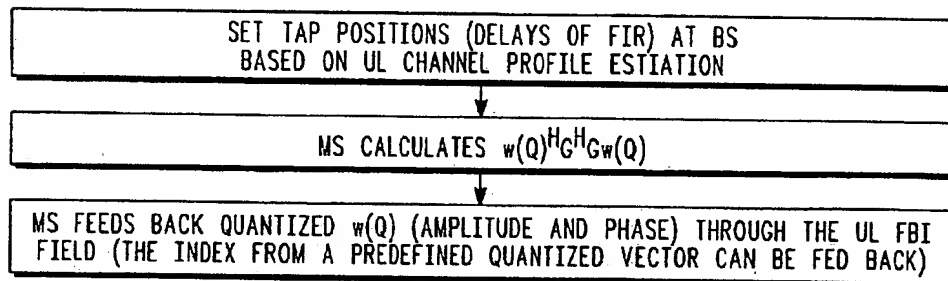 SET TAP POSITIONS (DELAYS OF FIR) AT BS
BASED ON UL CHANNEL PROFILE ESTIATION
MS CALCULATES w(Q)ᴴGᴴGw(Q)
MS FEEDS BACK QUANTIZED w(Q) (AMPLITUDE AND PHASE) THROUGH THE UL FBI
FIELD (THE INDEX FROM A PREDEFINED QUANTIZED VECTOR CAN BE FED BACK)